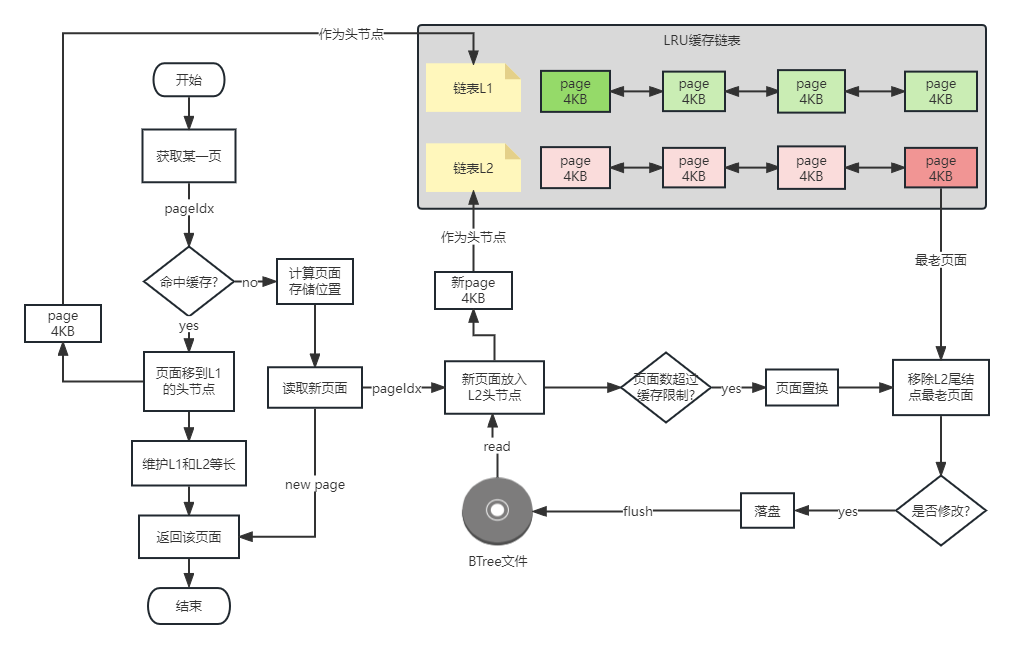 作为头节点
LRU缓存链表
开始
链表L1
page
4KB
page
4KB
page
4KB
page
4KB
获取某一页
链表L2
page
4KB
page
4KB
page
4KB
page
4KB
pageIdx
作为头节点
最老页面
命中缓存?
no
计算页面
存储位置
新page
4KB
page
4KB
yes
页面移到L1
的头节点
读取新页面
pageIdx
新页面放入
L2头节点
页面数超过
缓存限制?
yes
页面置换
移除L2尾结
点最老页面
维护L1和L2等长
read
new page
返回该页面
flush
落盘
yes
是否修改?
BTree文件
结束